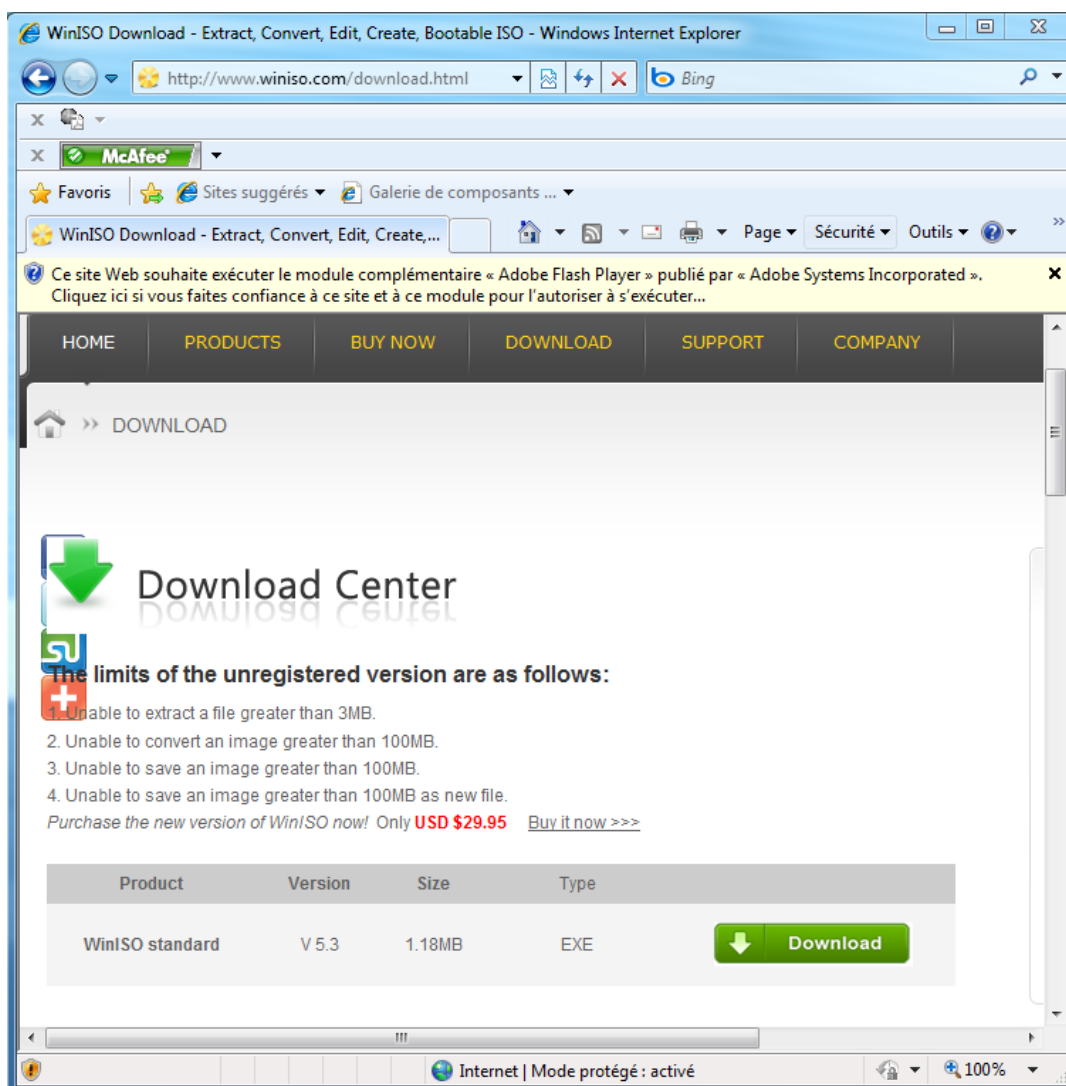 WinISO Download - Extract, Convert, Edit, Create, Bootable ISO - Windows Internet Explorer
http://www.winiso.com/download.html
Bing
McAfee
Favoris Sites suggérés Galerie de composants ...
WinISO Download - Extract, Convert, Edit, Create,... Page Sécurité Outils
Ce site Web souhaite exécuter le module complémentaire « Adobe Flash Player » publié par « Adobe Systems Incorporated ».
Cliquez ici si vous faites confiance à ce site et à ce module pour l'autoriser à s'exécuter...
HOME PRODUCTS BUY NOW DOWNLOAD SUPPORT COMPANY
>> DOWNLOAD
Download Center
The limits of the unregistered version are as follows:
1. Unable to extract a file greater than 3MB.
2. Unable to convert an image greater than 100MB.
3. Unable to save an image greater than 100MB.
4. Unable to save an image greater than 100MB as new file.
Purchase the new version of WinISO now! Only USD $29.95 Buy it now >>>
Product Version Size Type
WinISO standard V 5.3 1.18MB EXE Download
Internet | Mode protégé : activé 100%